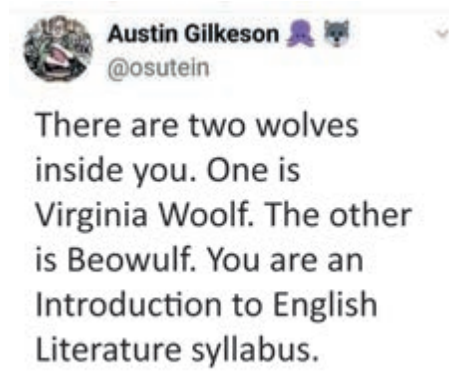 Austin Gilkeson 🐙 🐺
@osutein
There are two wolves
inside you. One is
Virginia Woolf. The other
is Beowulf. You are an
Introduction to English
Literature syllabus.